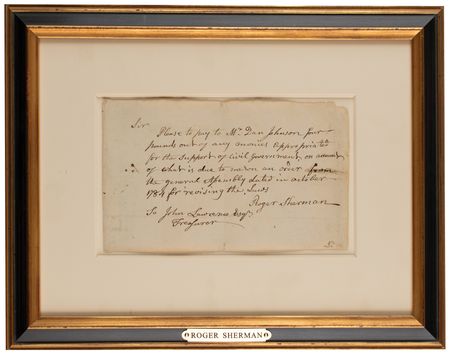 Sir
Please to pay to Mr. Dan Johnson four
pounds out of any monies appropriated
for the Support of Civil Government, on account
of what is due to me on an order from
the general Assembly dated in october
1784 for revising the Laws
Roger Sherman
To John Lawrence Esqr.
Treasurer
ROGER SHERMAN